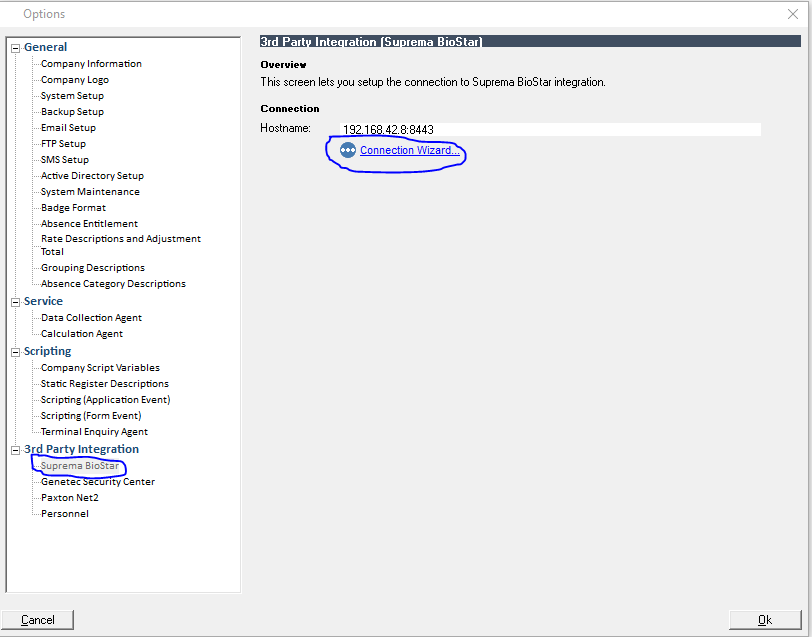 Options
General
Company Information
Company Logo
System Setup
Backup Setup
Email Setup
FTP Setup
SMS Setup
Active Directory Setup
System Maintenance
Badge Format
Absence Entitlement
Rate Descriptions and Adjustment
Total
Grouping Descriptions
Absence Category Descriptions
Service
Data Collection Agent
Calculation Agent
Scripting
Company Script Variables
Static Register Descriptions
Scripting (Application Event)
Scripting (Form Event)
Terminal Enquiry Agent
3rd Party Integration
Suprema BioStar
Genetec Security Center
Paxton Net2
Personnel
3rd Party Integration (Suprema BioStar)
Overview
This screen lets you setup the connection to Suprema BioStar integration.
Connection
Hostname: 192.168.42.8:8443
Connection Wizard...
Cancel
Ok